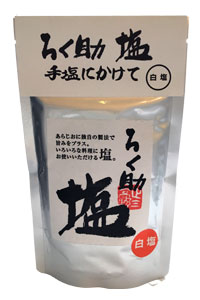 ろく助 塩
手塩にかけて
白塩
あらじおに独自の製法で
旨みをプラス。
いろいろな料理に
お使いいただける塩。
ろく助
塩
白塩